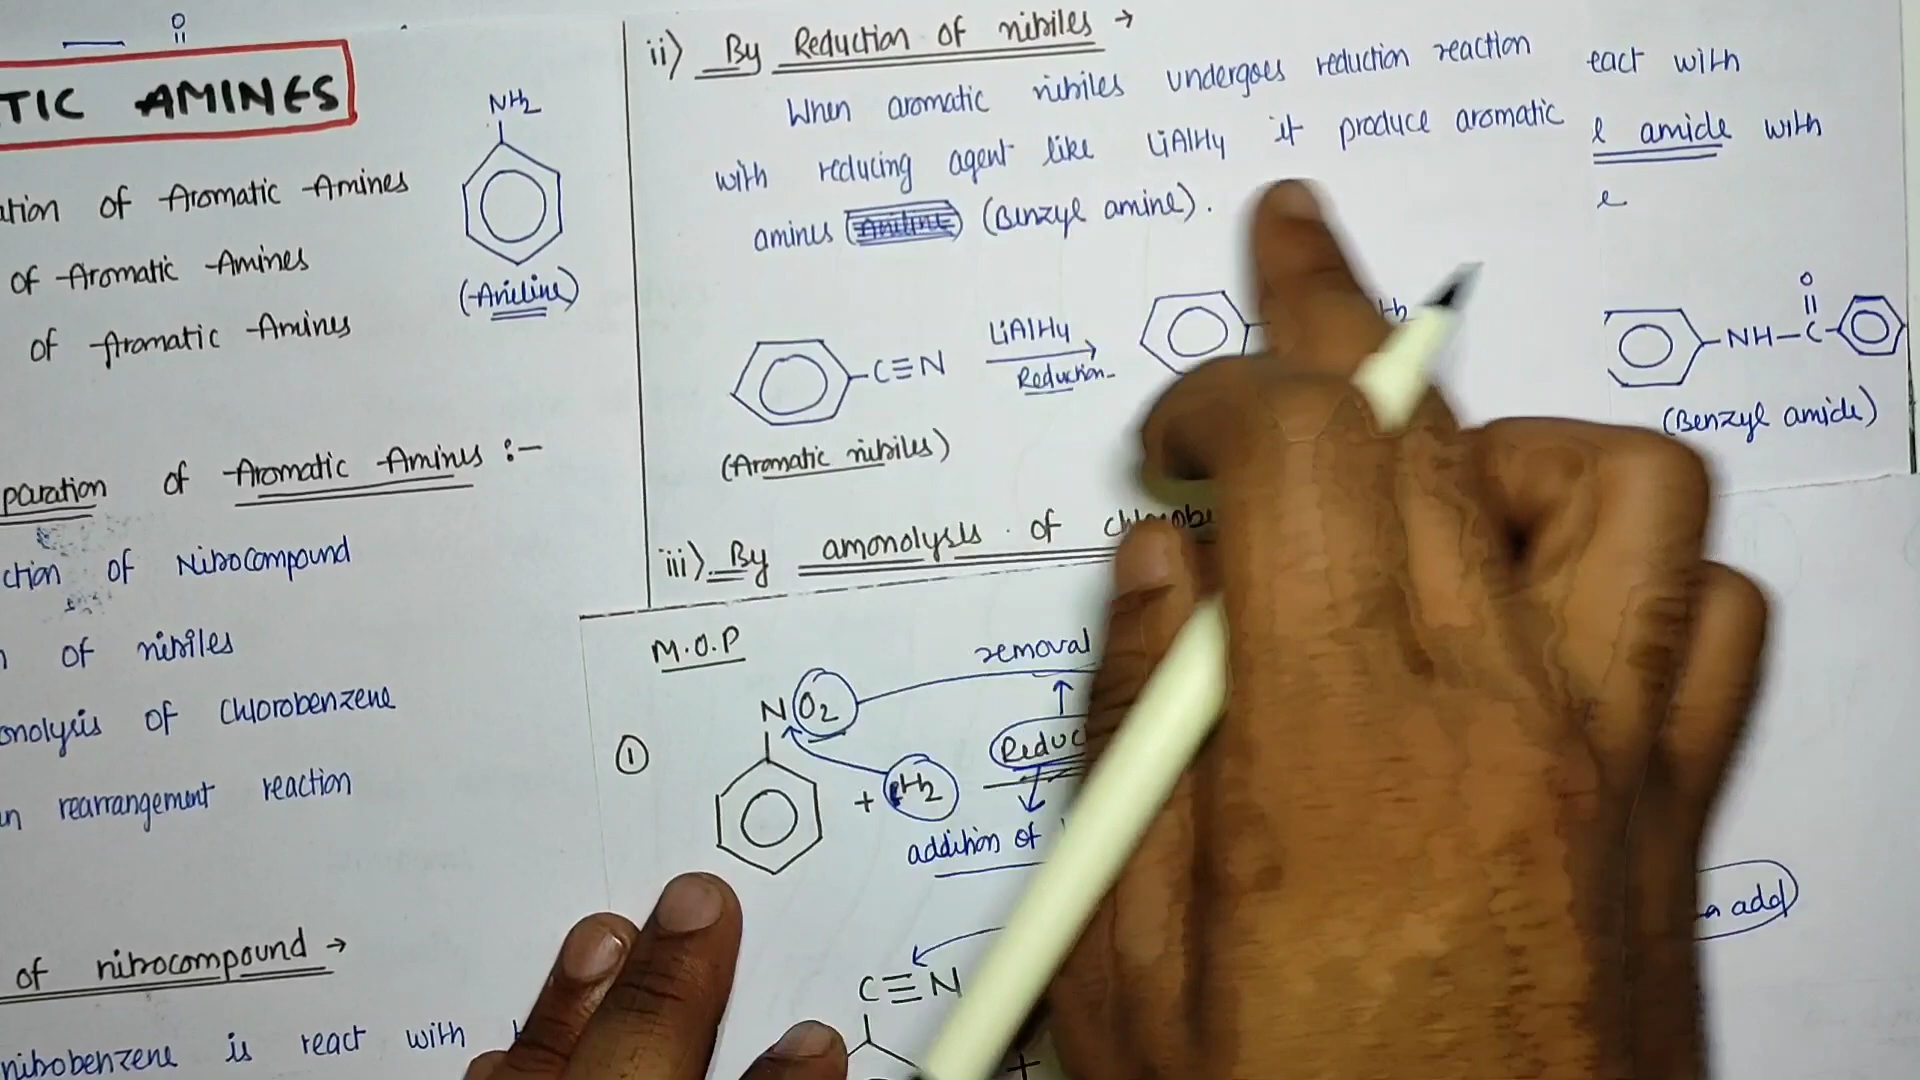 O
TIC AMINES
NH2
ation of Aromatic Amines
of Aromatic Amines
(Aniline)
of Aromatic Amines
paration of Aromatic Amines :-
ction of Nitrocompound
of nitriles
onolysis of Chlorobenzene
rearrangement reaction
of nitrocompound →
nitrobenzene is react with
ii) By Reduction of nitriles →
When aromatic nitriles undergoes reduction reaction
with reducing agent like LiAlH4 it produce aromatic
amines (Benzyl amine).
C≡N
LiAlH4
Reduction
(Aromatic nitriles)
iii) By amonolysis of chlorobe
eact with
l amide with
e
O
NH-C-
(Benzyl amide)
M.O.P
removal
NO2
①
+ H2
Reduc
addition of
C≡N
+
add